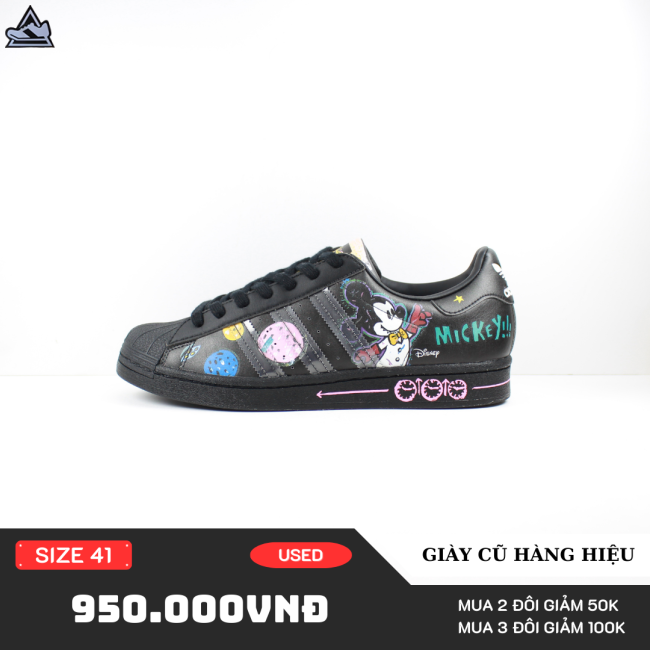 MICKEY!!!
Disney
SIZE 41
USED
GIÀY CŨ HÀNG HIỆU
950.000VNĐ
MUA 2 ĐÔI GIẢM 50K
MUA 3 ĐÔI GIẢM 100K